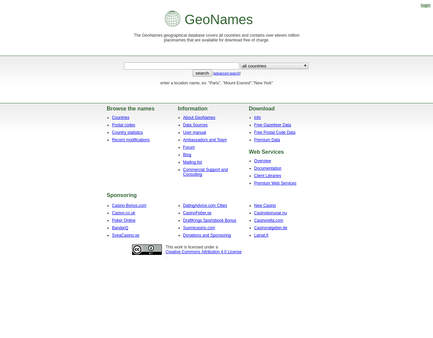 login
GeoNames
The GeoNames geographical database covers all countries and contains over eleven million
placenames that are available for download free of charge.
all countries
search [advanced search]
enter a location name, ex: "Paris", "Mount Everest","New York"
Browse the names
Countries
Postal codes
Country statistics
Recent modifications
Information
About GeoNames
Data Sources
User manual
Ambassadors and Team
Forum
Blog
Mailing list
Commercial Support and
Consulting
Download
Info
Free Gazetteer Data
Free Postal Code Data
Premium Data
Web Services
Overview
Documentation
Client Libraries
Premium Web Services
Sponsoring
Casino-Bonus.com
Casion.co.uk
Poker Online
BandarQ
SveaCasino.se
DatingAdvice.com Cities
CasinoFeber.se
DraftKings Sportsbook Bonus
Suomicasino.com
Donations and Sponsoring
New Casino
Casinobonusar.nu
Casinorella.com
Casinoratgeber.de
Lainat.fi
This work is licensed under a
Creative Commons Attribution 4.0 License